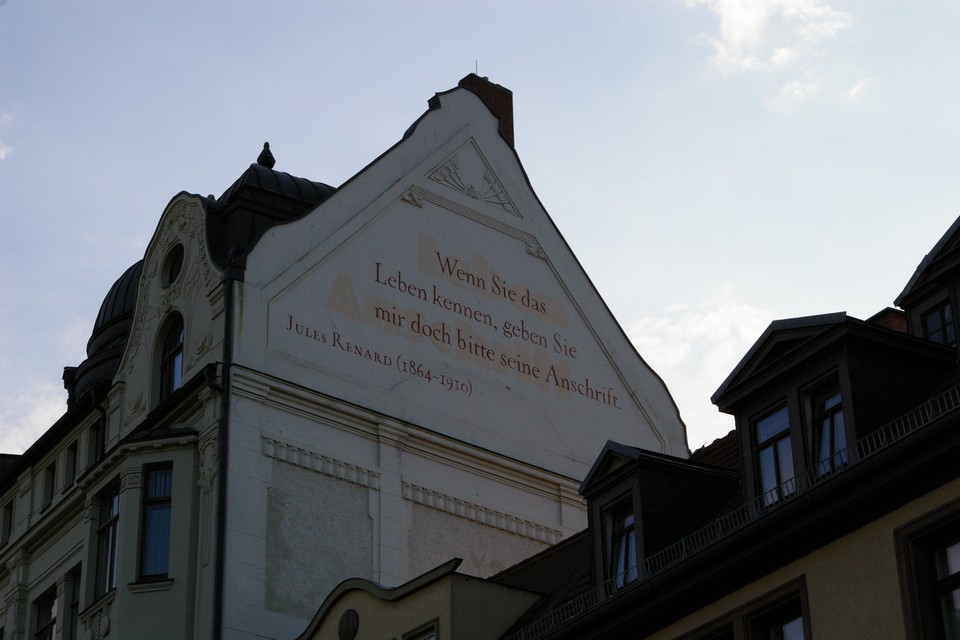 Wenn Sie das
Leben kennen, geben Sie
mir doch bitte seine Anschrift.
Jules Renard (1864–1910)